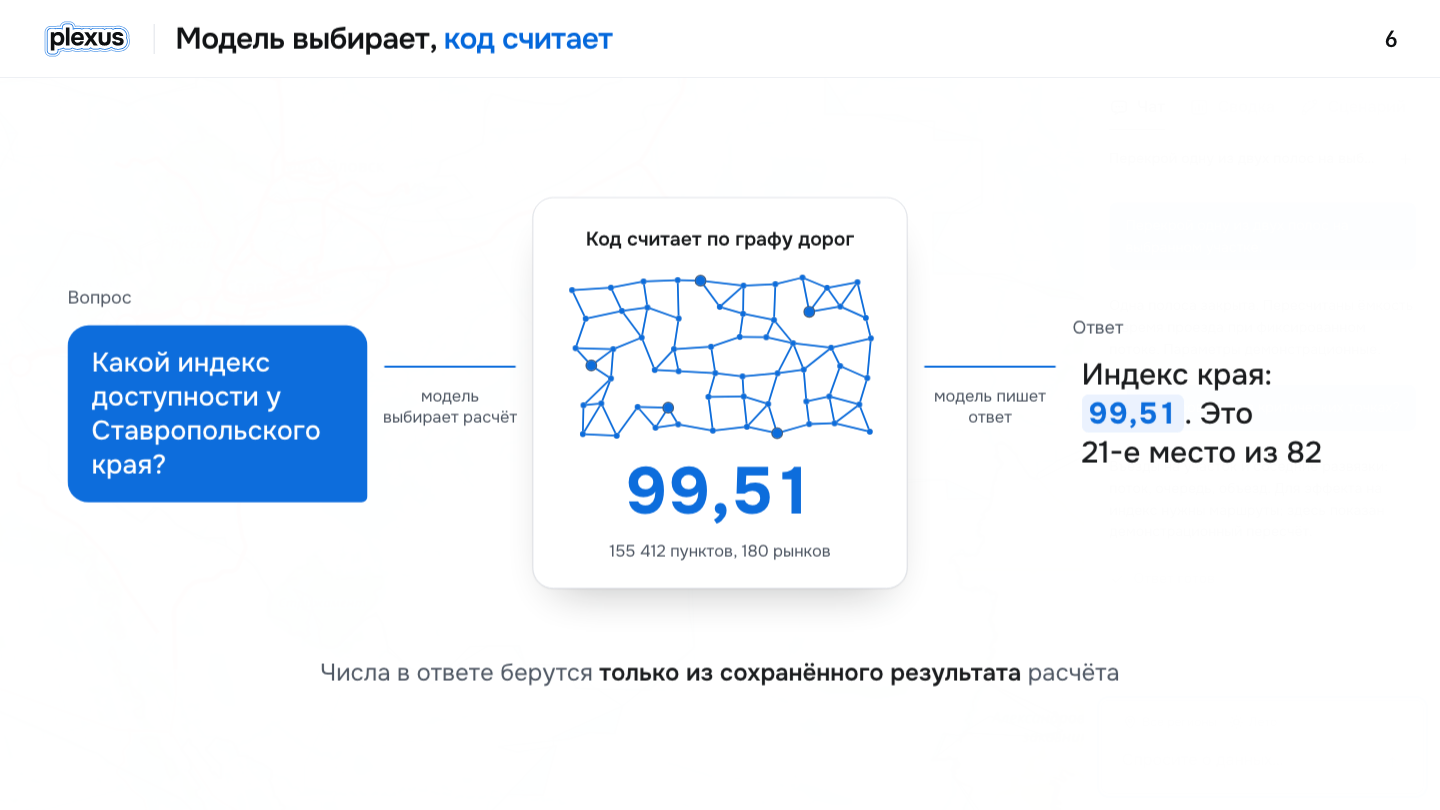 plexus
Модель выбирает, код считает
6
Вопрос
Какой индекс
доступности у
Ставропольского
края?
модель
выбирает расчёт
Код считает по графу дорог
99,51
155 412 пунктов, 180 рынков
модель пишет
ответ
Ответ
Индекс края:
99,51. Это
21-е место из 82
Числа в ответе берутся только из сохранённого результата расчёта